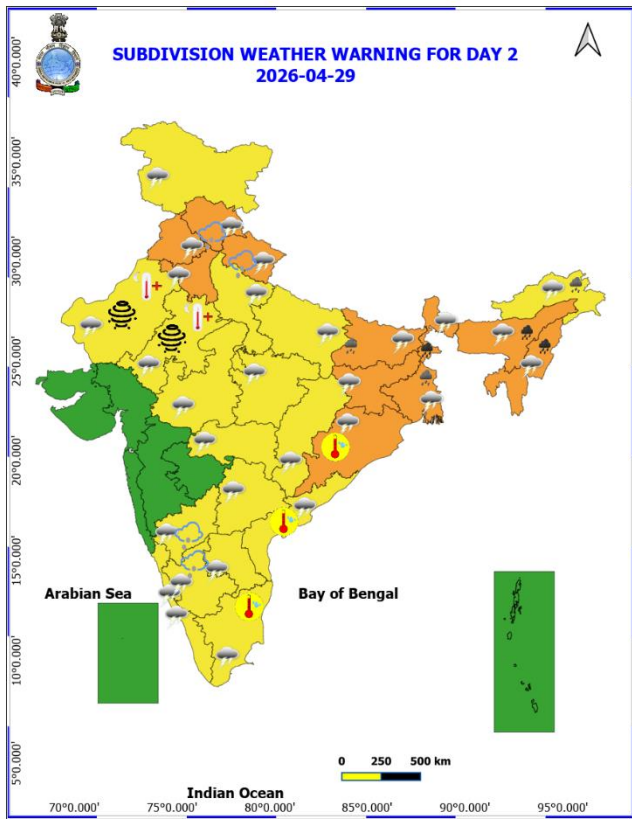 SUBDIVISION WEATHER WARNING FOR DAY 2
2026-04-29
40°0.000'
35°0.000'
30°0.000'
25°0.000'
20°0.000'
15°0.000'
10°0.000'
5°0.000'
Arabian Sea
Bay of Bengal
0 250 500 km
Indian Ocean
70°0.000' 75°0.000' 80°0.000' 85°0.000' 90°0.000' 95°0.000'